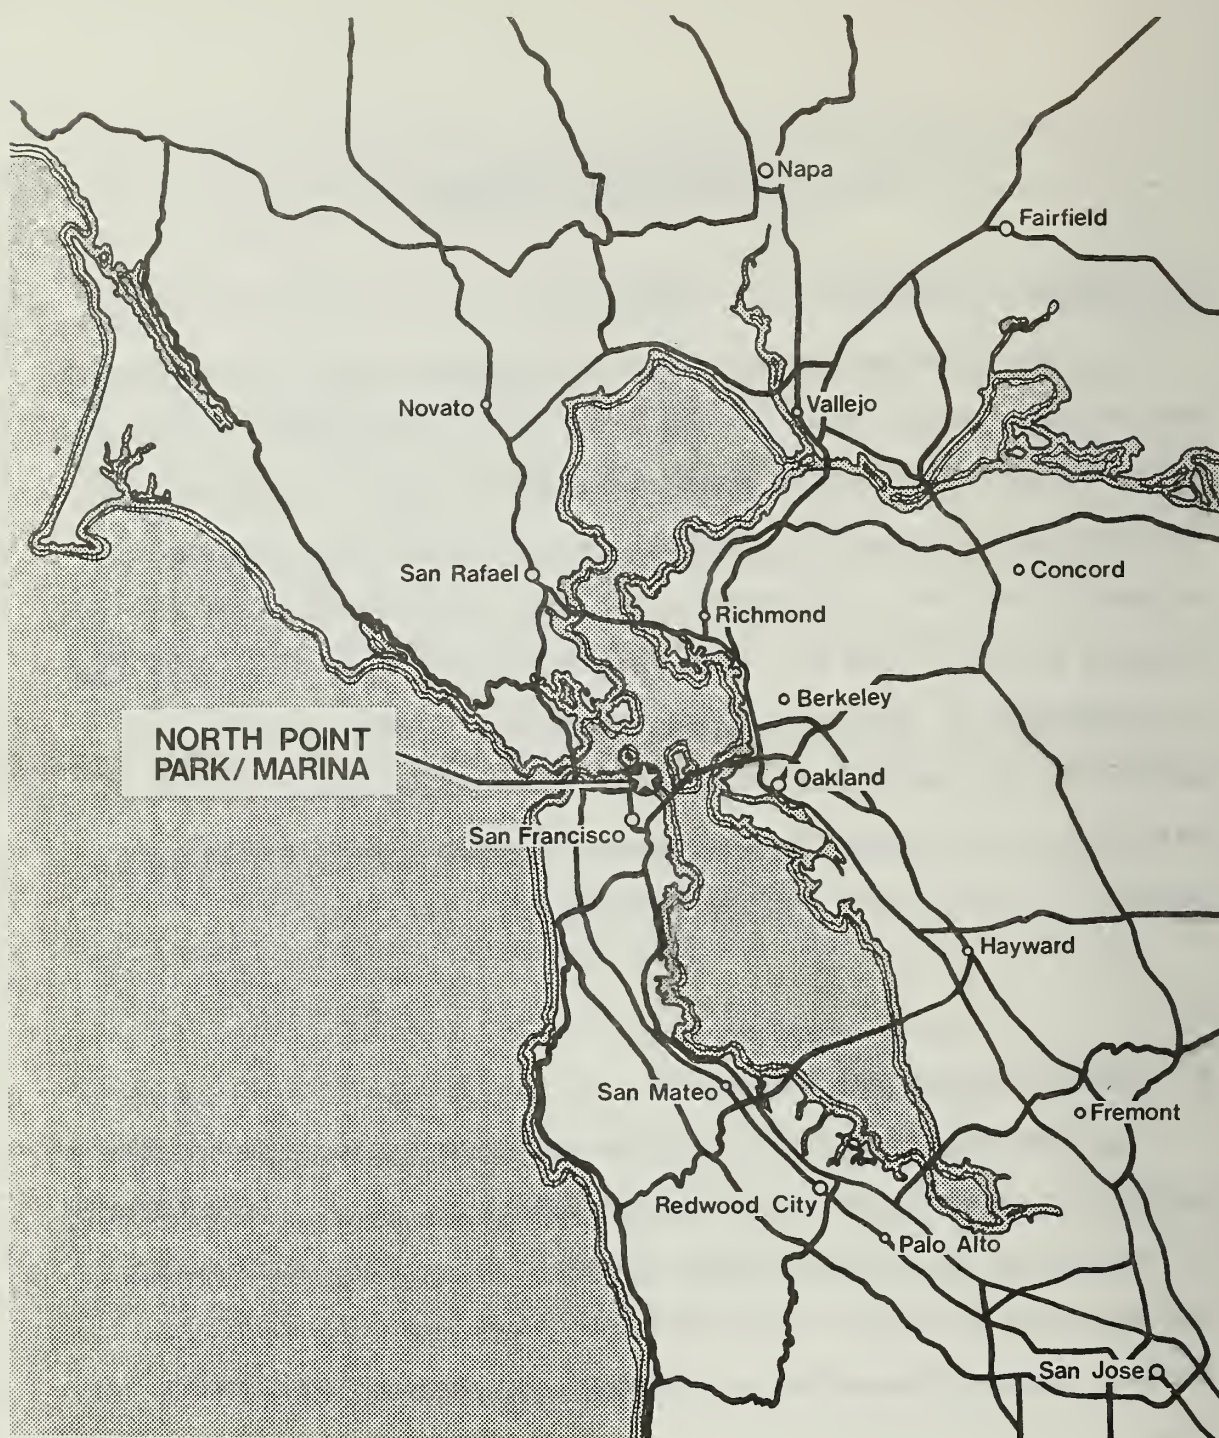 Napa
Fairfield
Novato
Vallejo
San Rafael
Concord
Richmond
Berkeley
NORTH POINT
PARK/MARINA
Oakland
San Francisco
Hayward
San Mateo
Fremont
Redwood City
Palo Alto
San Jose